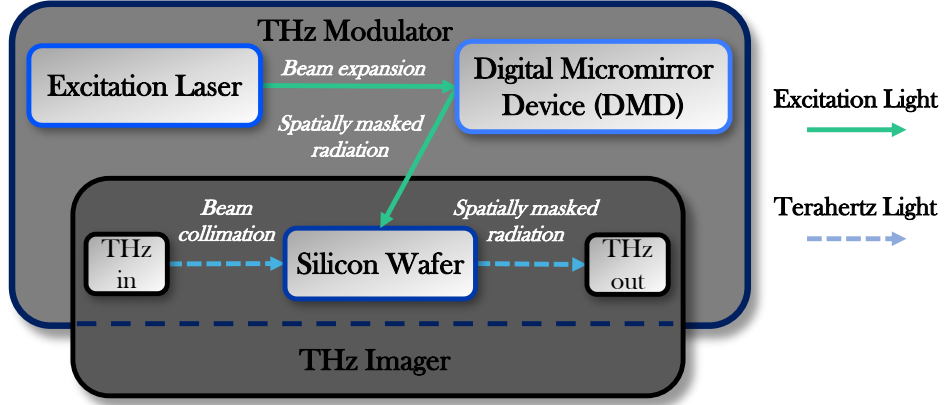 THz Modulator
Excitation Laser
Beam expansion
Digital Micromirror
Device (DMD)
Spatially masked
radiation
Excitation Light
Terahertz Light
Beam
collimation
Spatially masked
radiation
THz
in
Silicon Wafer
THz
out
THz Imager